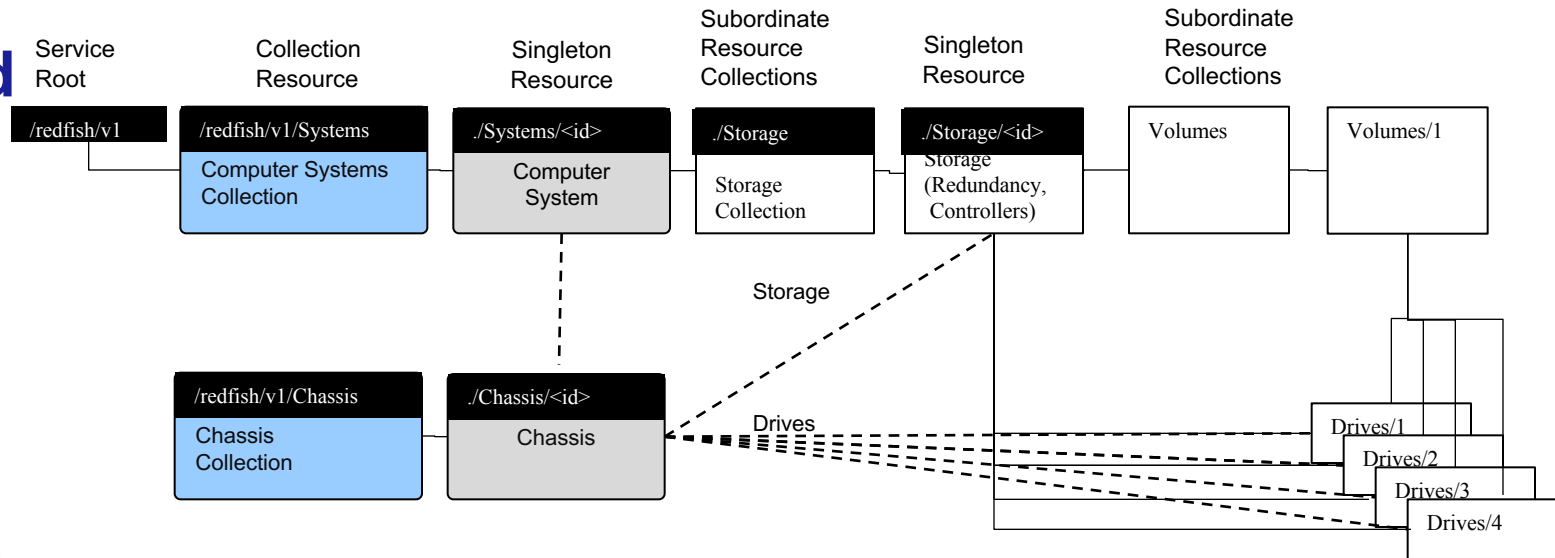 Service
Root
Collection
Resource
Singleton
Resource
Subordinate
Resource
Collections
Singleton
Resource
Subordinate
Resource
Collections
d
/redfish/v1
/redfish/v1/Systems
Computer Systems
Collection
./Systems/<id>
Computer
System
./Storage
Storage
Collection
./Storage/<id>
Storage
(Redundancy,
Controllers)
Volumes
Volumes/1
Storage
/redfish/v1/Chassis
Chassis
Collection
./Chassis/<id>
Chassis
Drives
Drives/1
Drives/2
Drives/3
Drives/4